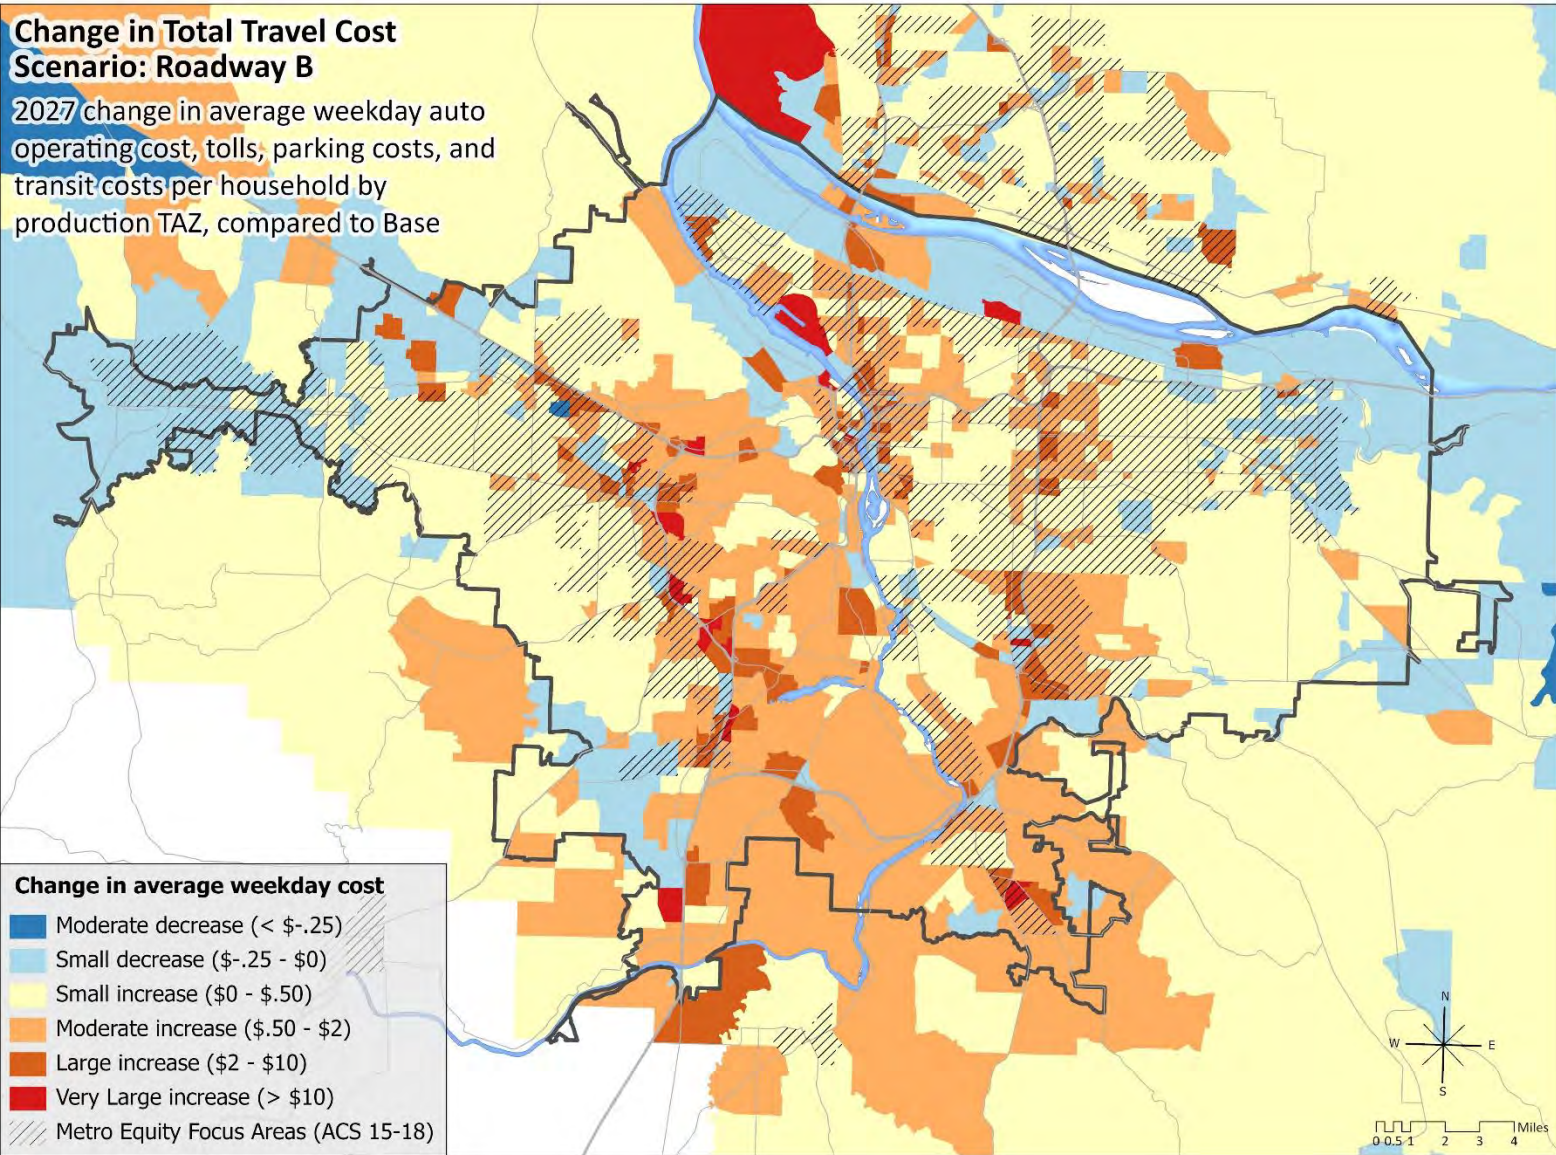 Change in Total Travel Cost
Scenario: Roadway B
2027 change in average weekday auto
operating cost, tolls, parking costs, and
transit costs per household by
production TAZ, compared to Base
Change in average weekday cost
Moderate decrease (< $-.25)
Small decrease ($-.25 - $0)
Small increase ($0 - $.50)
Moderate increase ($.50 - $2)
Large increase ($2 - $10)
Very Large increase (> $10)
Metro Equity Focus Areas (ACS 15-18)
N
W E
S
Miles
0 0.5 1 2 3 4